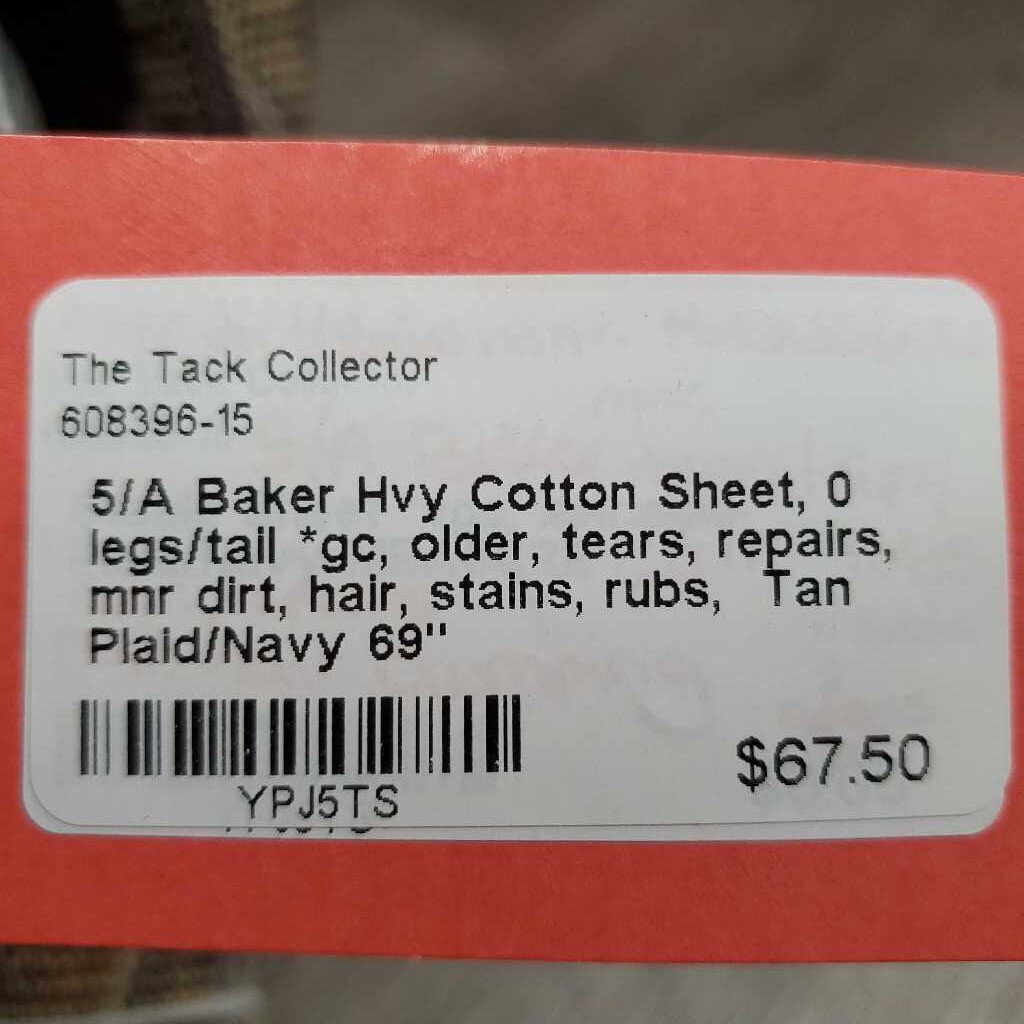 The Tack Collector
608396-15
5/A Baker Hvy Cotton Sheet, 0
legs/tail *gc, older, tears, repairs,
mnr dirt, hair, stains, rubs, Tan
Plaid/Navy 69"
YPJ5TS
$67.50